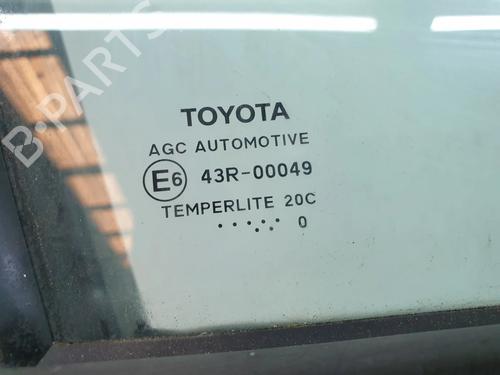 B-PARTS
TOYOTA
AGC AUTOMOTIVE
E6 43R-00049
TEMPERLITE 20C
0